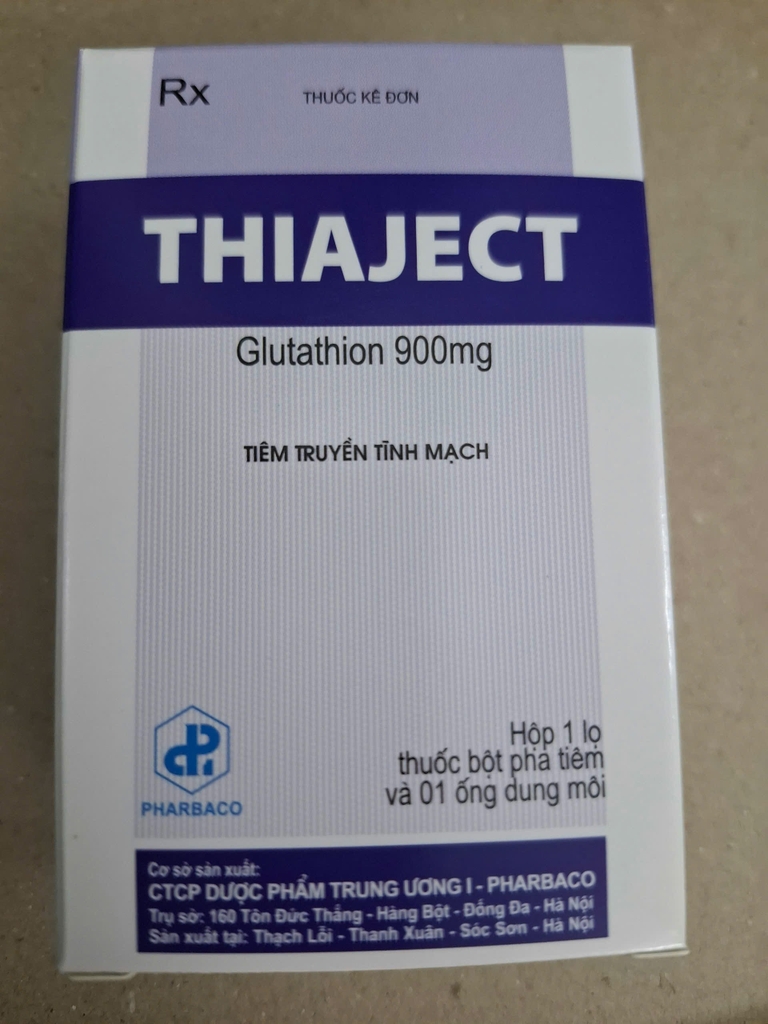 Rx
THUỐC KÊ ĐƠN
THIAJECT
Glutathion 900mg
TIÊM TRUYỀN TĨNH MẠCH
Hộp 1 lọ
thuốc bột pha tiêm
và 01 ống dung môi
PHARBACO
Cơ sở sản xuất:
CTCP DƯỢC PHẨM TRUNG ƯƠNG I - PHARBACO
Trụ sở: 160 Tôn Đức Thắng - Hàng Bột - Đống Đa - Hà Nội
Sản xuất tại: Thạch Lỗi - Thanh Xuân - Sóc Sơn - Hà Nội